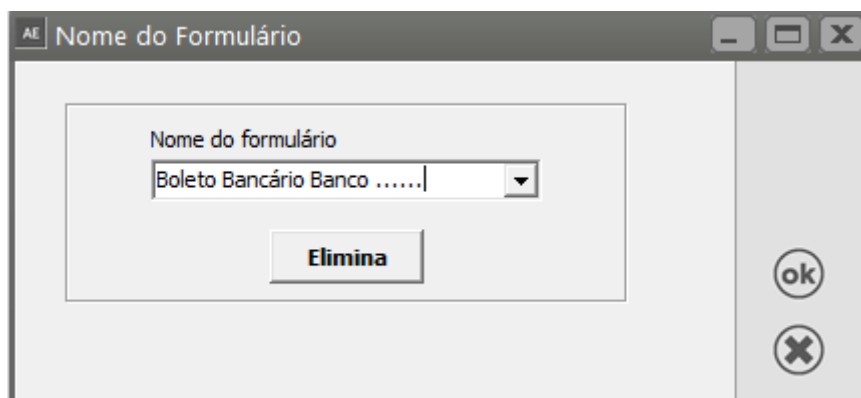 AE Nome do Formulário
Nome do formulário
Boleto Bancário Banco ......
Elimina
ok